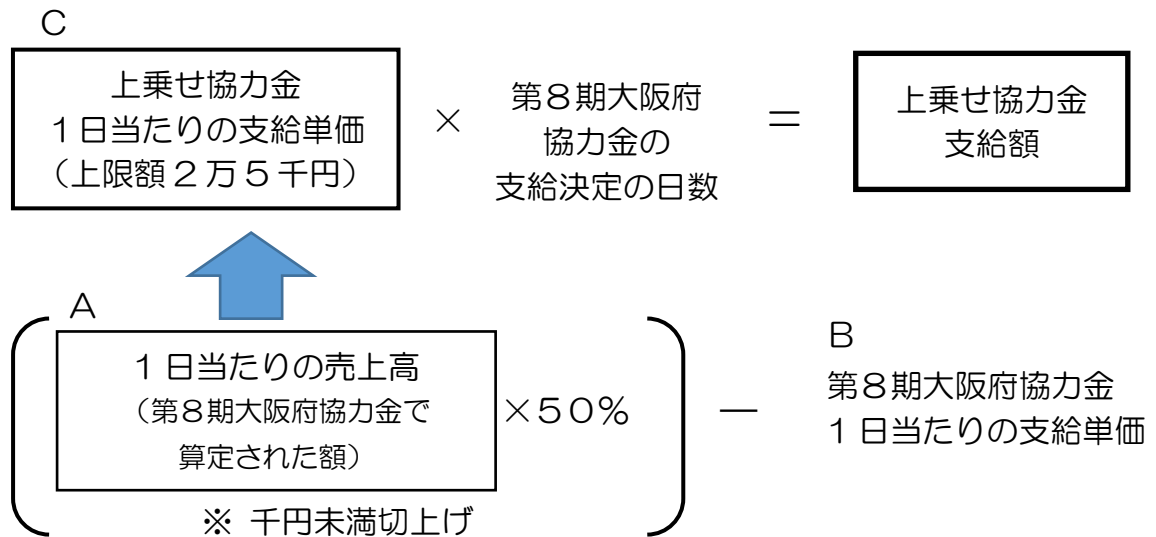 C
上乗せ協力金
１日当たりの支給単価
（上限額２万５千円）
×
第８期大阪府
協力金の
支給決定の日数
＝
上乗せ協力金
支給額
A
１日当たりの売上高
（第８期大阪府協力金で
算定された額）
×５０％
※ 千円未満切上げ
－
B
第８期大阪府協力金
１日当たりの支給単価